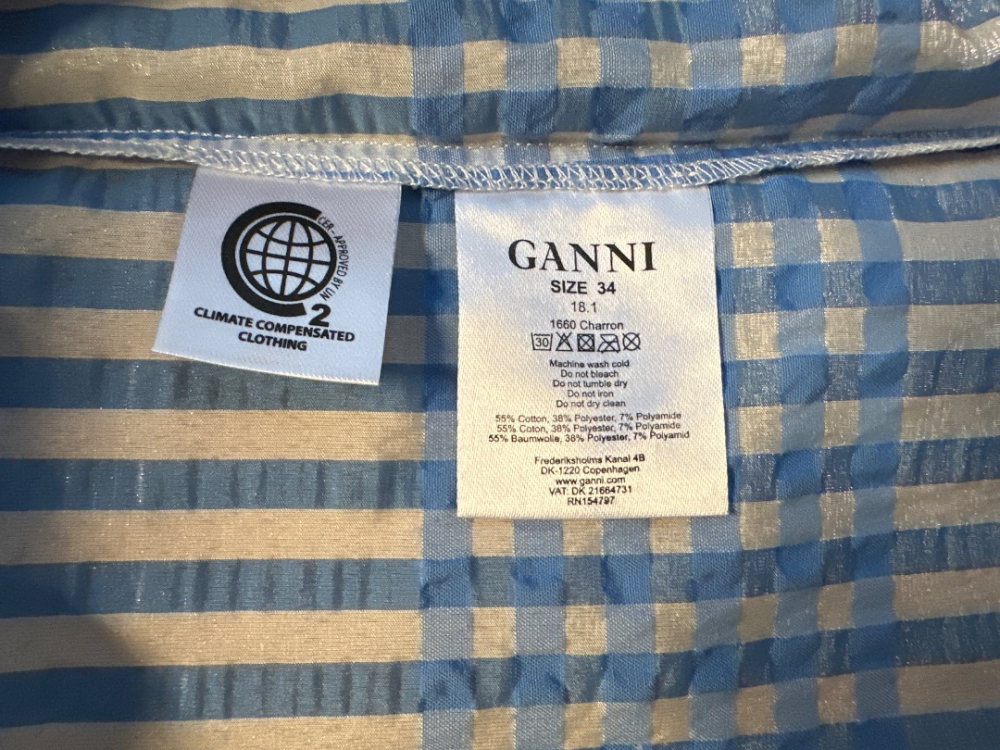 CER - APPROVED BY UN
2
CLIMATE COMPENSATED
CLOTHING
GANNI
SIZE 34
18.1
1660 Charron
30
Machine wash cold
Do not bleach
Do not tumble dry
Do not iron
Do not dry clean
55% Cotton, 38% Polyester, 7% Polyamide
55% Coton, 38% Polyester, 7% Polyamide
55% Baumwolle, 38% Polyester, 7% Polyamid
Frederiksholms Kanal 4B
DK-1220 Copenhagen
www.ganni.com
VAT: DK 21664731
RN154797